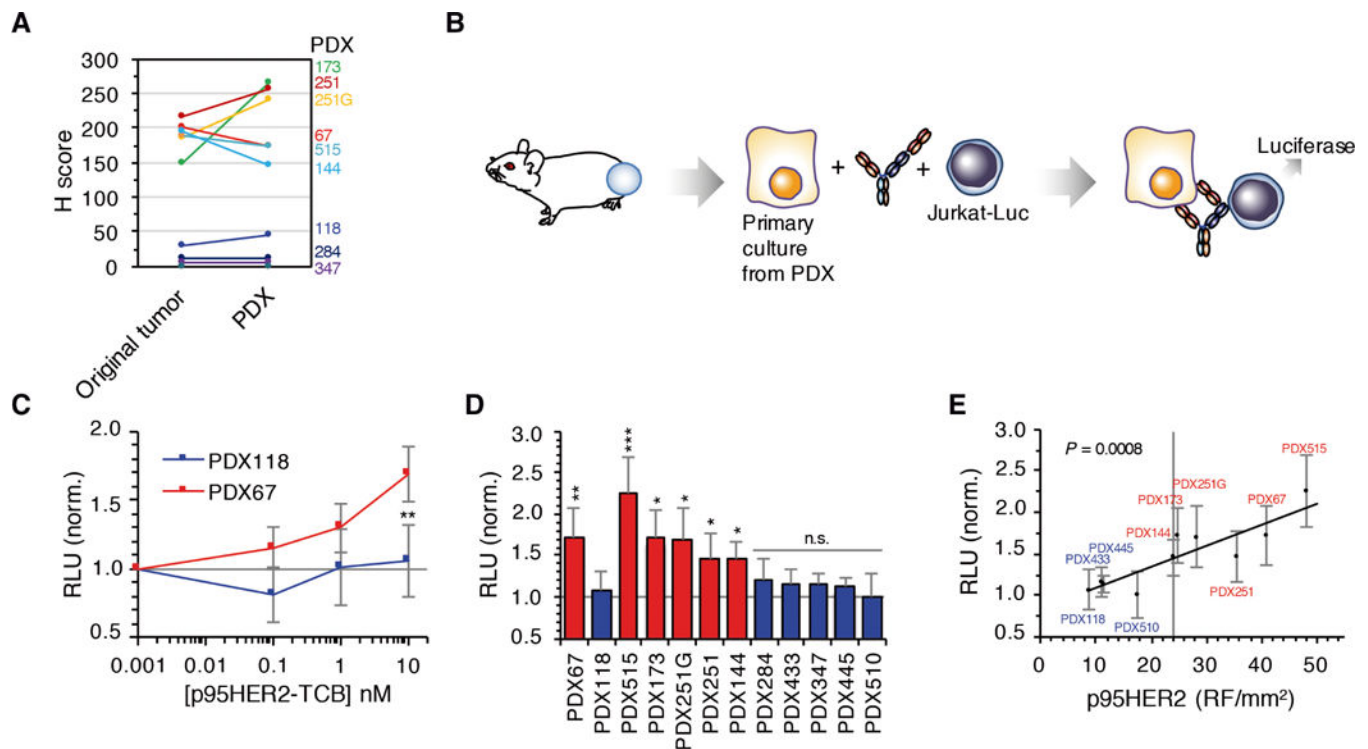 A
PDX
300
250
200
150
100
50
0
H score
173
251
251G
67
515
144
118
284
347
Original tumor
PDX
B
+
+
Primary
culture
from PDX
Jurkat-Luc
Luciferase
C
2.0
1.5
1.0
0.5
RLU (norm.)
PDX118
PDX67
**
0.001
0.01
0.1
1
10
[p95HER2-TCB] nM
D
3.0
2.5
2.0
1.5
1.0
0.5
RLU (norm.)
**
***
*
*
*
*
n.s.
PDX67
PDX118
PDX515
PDX173
PDX251G
PDX251
PDX144
PDX284
PDX433
PDX347
PDX445
PDX510
E
3.0
2.5
2.0
1.5
1.0
0.5
RLU (norm.)
P = 0.0008
PDX515
PDX251G
PDX173
PDX67
PDX144
PDX445
PDX433
PDX251
PDX118
PDX510
0
10
20
30
40
50
p95HER2 (RF/mm²)